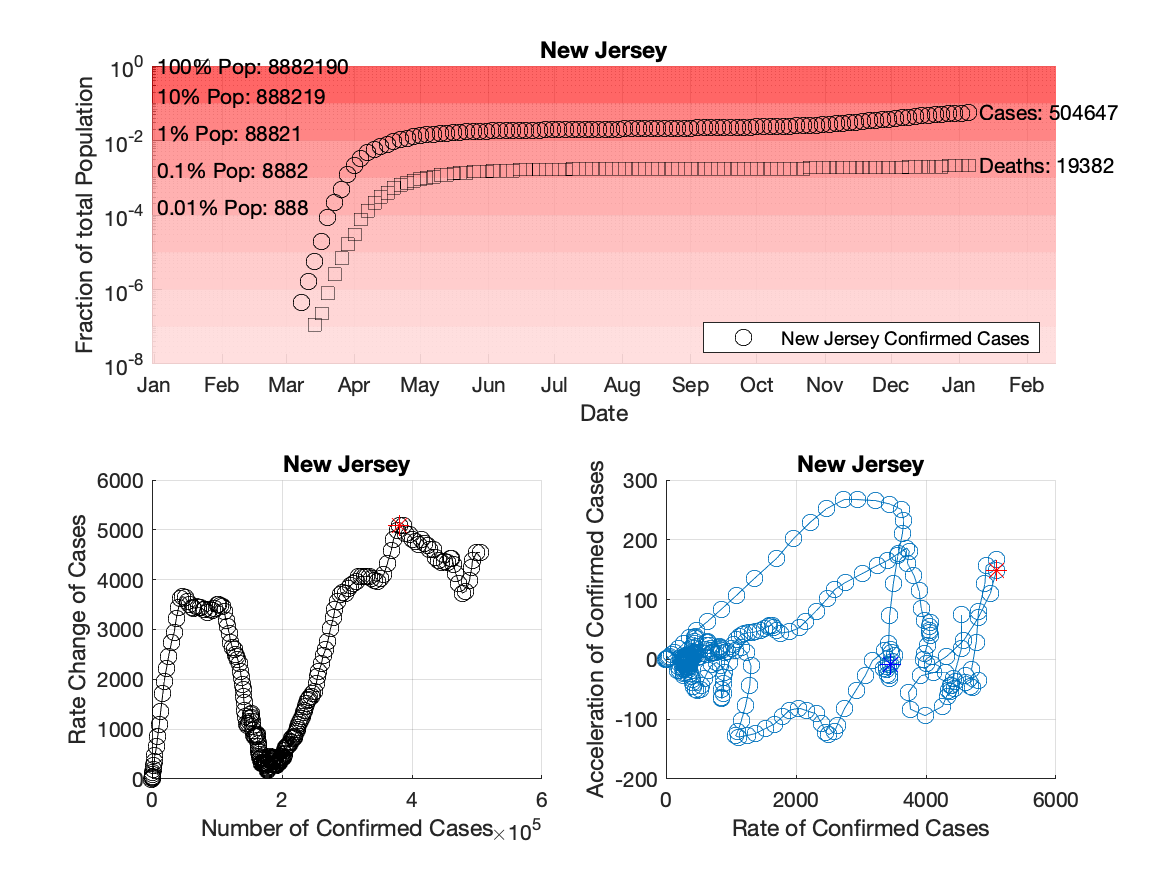 New Jersey
10^0
100% Pop: 8882190
10% Pop: 888219
Cases: 504647
10^-2
1% Pop: 88821
0.1% Pop: 8882
Deaths: 19382
10^-4
0.01% Pop: 888
10^-6
10^-8
Fraction of total Population
New Jersey Confirmed Cases
Jan Feb Mar Apr May Jun Jul Aug Sep Oct Nov Dec Jan Feb
Date
New Jersey
6000
5000
4000
3000
2000
1000
0
Rate Change of Cases
0 2 4 6
Number of Confirmed Cases ×10^5
New Jersey
300
200
100
0
-100
-200
Acceleration of Confirmed Cases
0 2000 4000 6000
Rate of Confirmed Cases